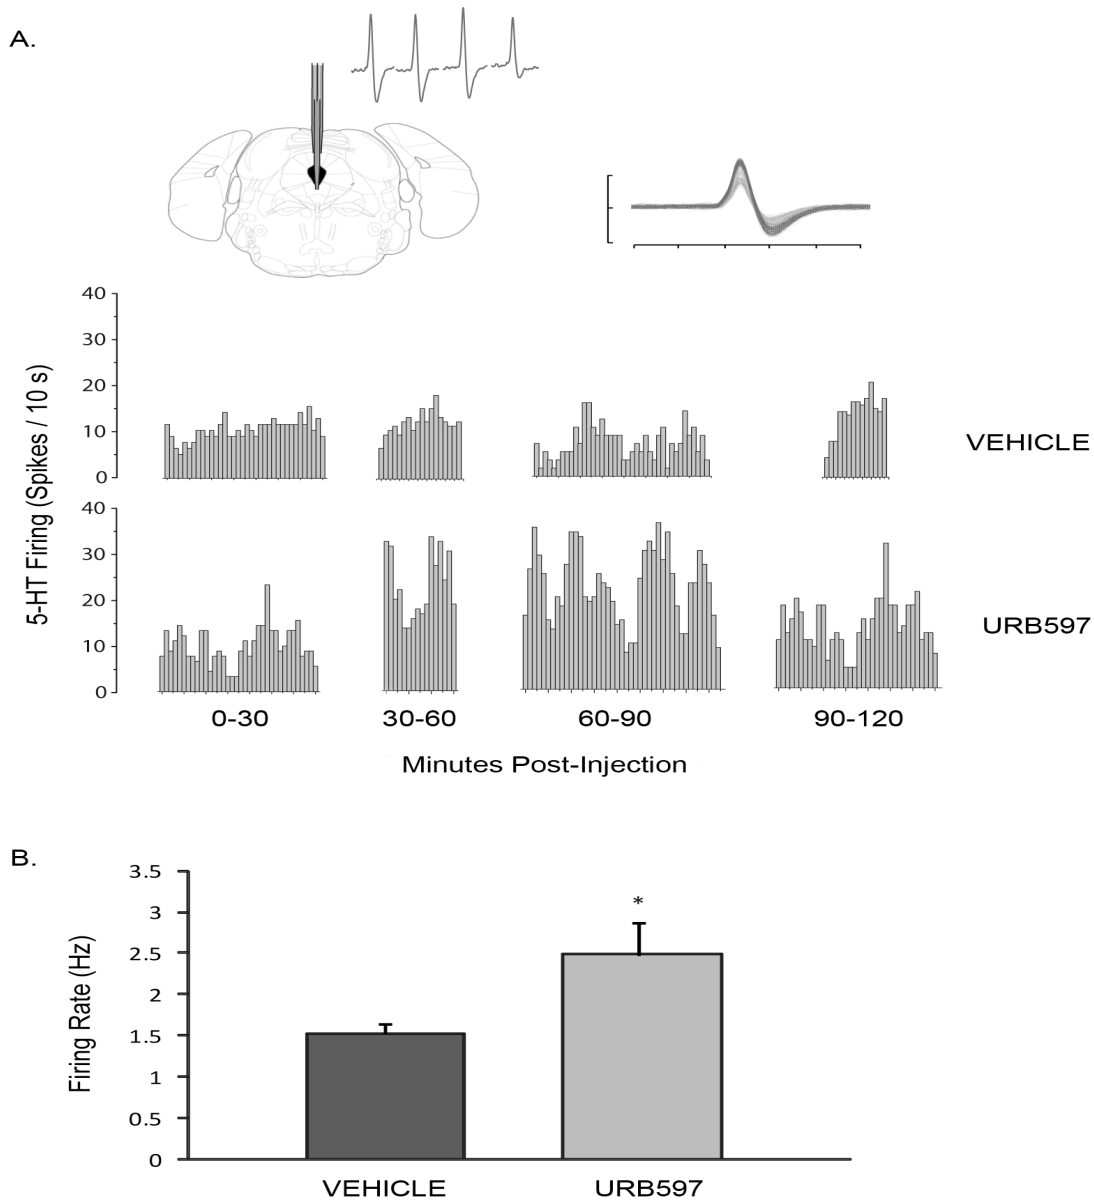 A.
40
30
20
10
0
VEHICLE
5-HT Firing (Spikes / 10 s)
40
30
20
10
0
URB597
0-30 30-60 60-90 90-120
Minutes Post-Injection
B.
3.5
3
2.5
2
1.5
1
0.5
0
Firing Rate (Hz)
*
VEHICLE URB597